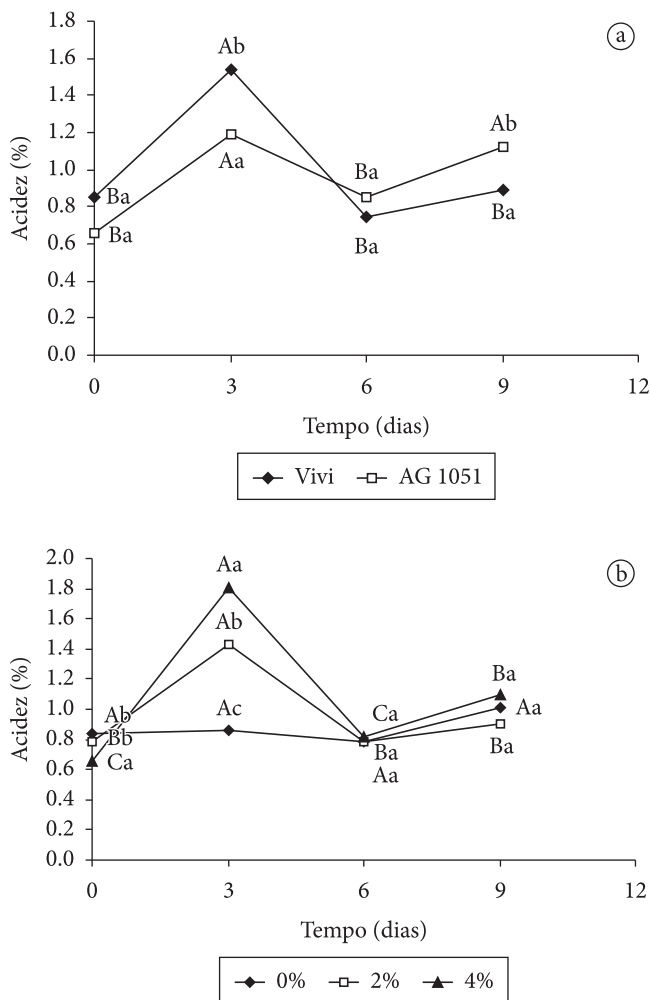 a
Acidez (%)
1.8
1.6
1.4
1.2
1.0
0.8
0.6
0.4
0.2
0.0
Ab
Ba
Aa
Ba
Ba
Ba
Ab
Ba
0 3 6 9 12
Tempo (dias)
Vivi AG 1051
b
Acidez (%)
2.0
1.8
1.6
1.4
1.2
1.0
0.8
0.6
0.4
0.2
0.0
Aa
Ab
Ab
Ac
Bb
Ca
Ca
Ba
Aa
Ba
Aa
Ba
0 3 6 9 12
Tempo (dias)
0% 2% 4%